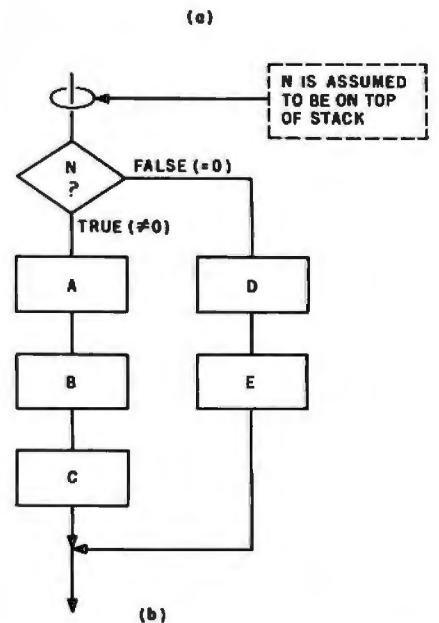 (a)
N IS ASSUMED
TO BE ON TOP
OF STACK
N
?
FALSE (=0)
TRUE (≠0)
A
D
B
E
C
(b)